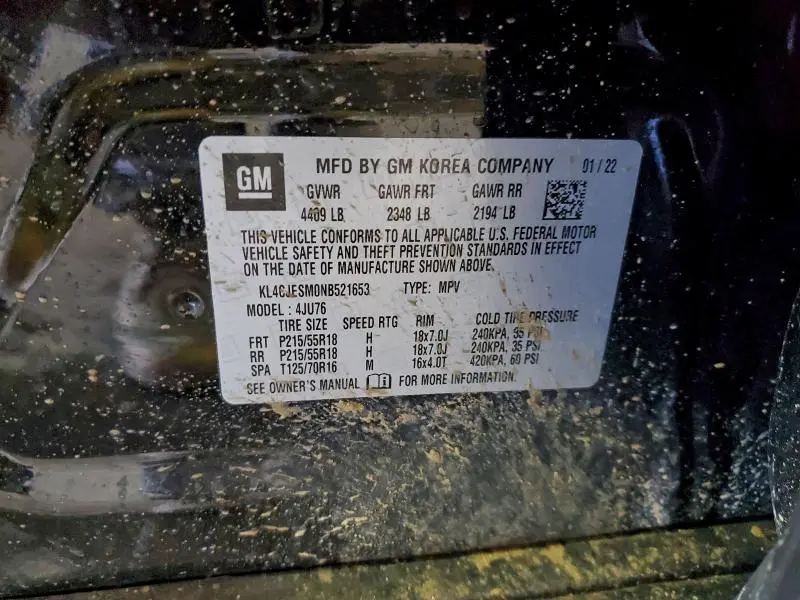 GM MFD BY GM KOREA COMPANY 01 / 22
GVWR GAWR FRT GAWR RR
4409 LB 2348 LB 2194 LB
THIS VEHICLE CONFORMS TO ALL APPLICABLE U.S. FEDERAL MOTOR
VEHICLE SAFETY AND THEFT PREVENTION STANDARDS IN EFFECT
ON THE DATE OF MANUFACTURE SHOWN ABOVE.
KL4CJESM0NB521653 TYPE: MPV
MODEL: 4JU76
TIRE SIZE SPEED RTG RIM COLD TIRE PRESSURE
FRT P215/55R18 H 18x7.0J 240KPA, 35 PSI
RR P215/55R18 H 18x7.0J 240KPA, 35 PSI
SPA T125/70R16 M 16x4.0T 420KPA, 60 PSI
SEE OWNER'S MANUAL FOR MORE INFORMATION.